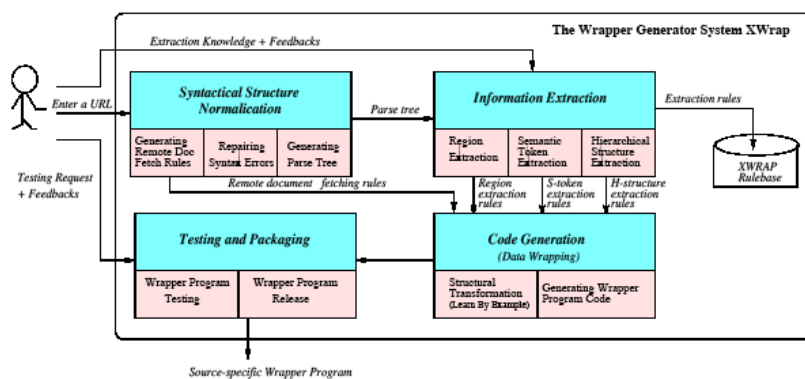 The Wrapper Generator System XWrap
Extraction Knowledge + Feedbacks
Enter a URL
Syntactical Structure
Normalication
Parse tree
Information Extraction
Extraction rules
Generating
Remote Doc
Fetch Rules
Repairing
Syntax Errors
Generating
Parse Tree
Region
Extraction
Semantic
Token
Extraction
Hierarchical
Structure
Extraction
XWRAP
Rulebase
Testing Request
+ Feedbacks
Remote document fetching rules
Region
extraction
rules
S-token
extraction
rules
H-structure
extraction
rules
Testing and Packaging
Code Generation
(Data Wrapping)
Wrapper Program
Testing
Wrapper Program
Release
Structural
Transformation
(Learn By Example)
Generating Wrapper
Program Code
Source-specific Wrapper Program